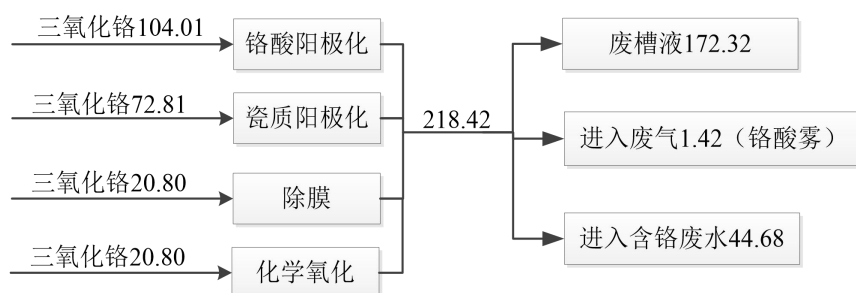 三氧化铬104.01
铬酸阳极化
三氧化铬72.81
瓷质阳极化
三氧化铬20.80
除膜
三氧化铬20.80
化学氧化
218.42
废槽液172.32
进入废气1.42（铬酸雾）
进入含铬废水44.68